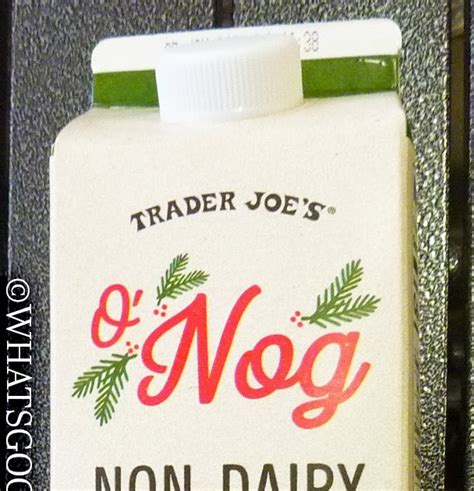 TRADER JOE'S®
O' Nog
NON DAIRY
©WHATSGOO